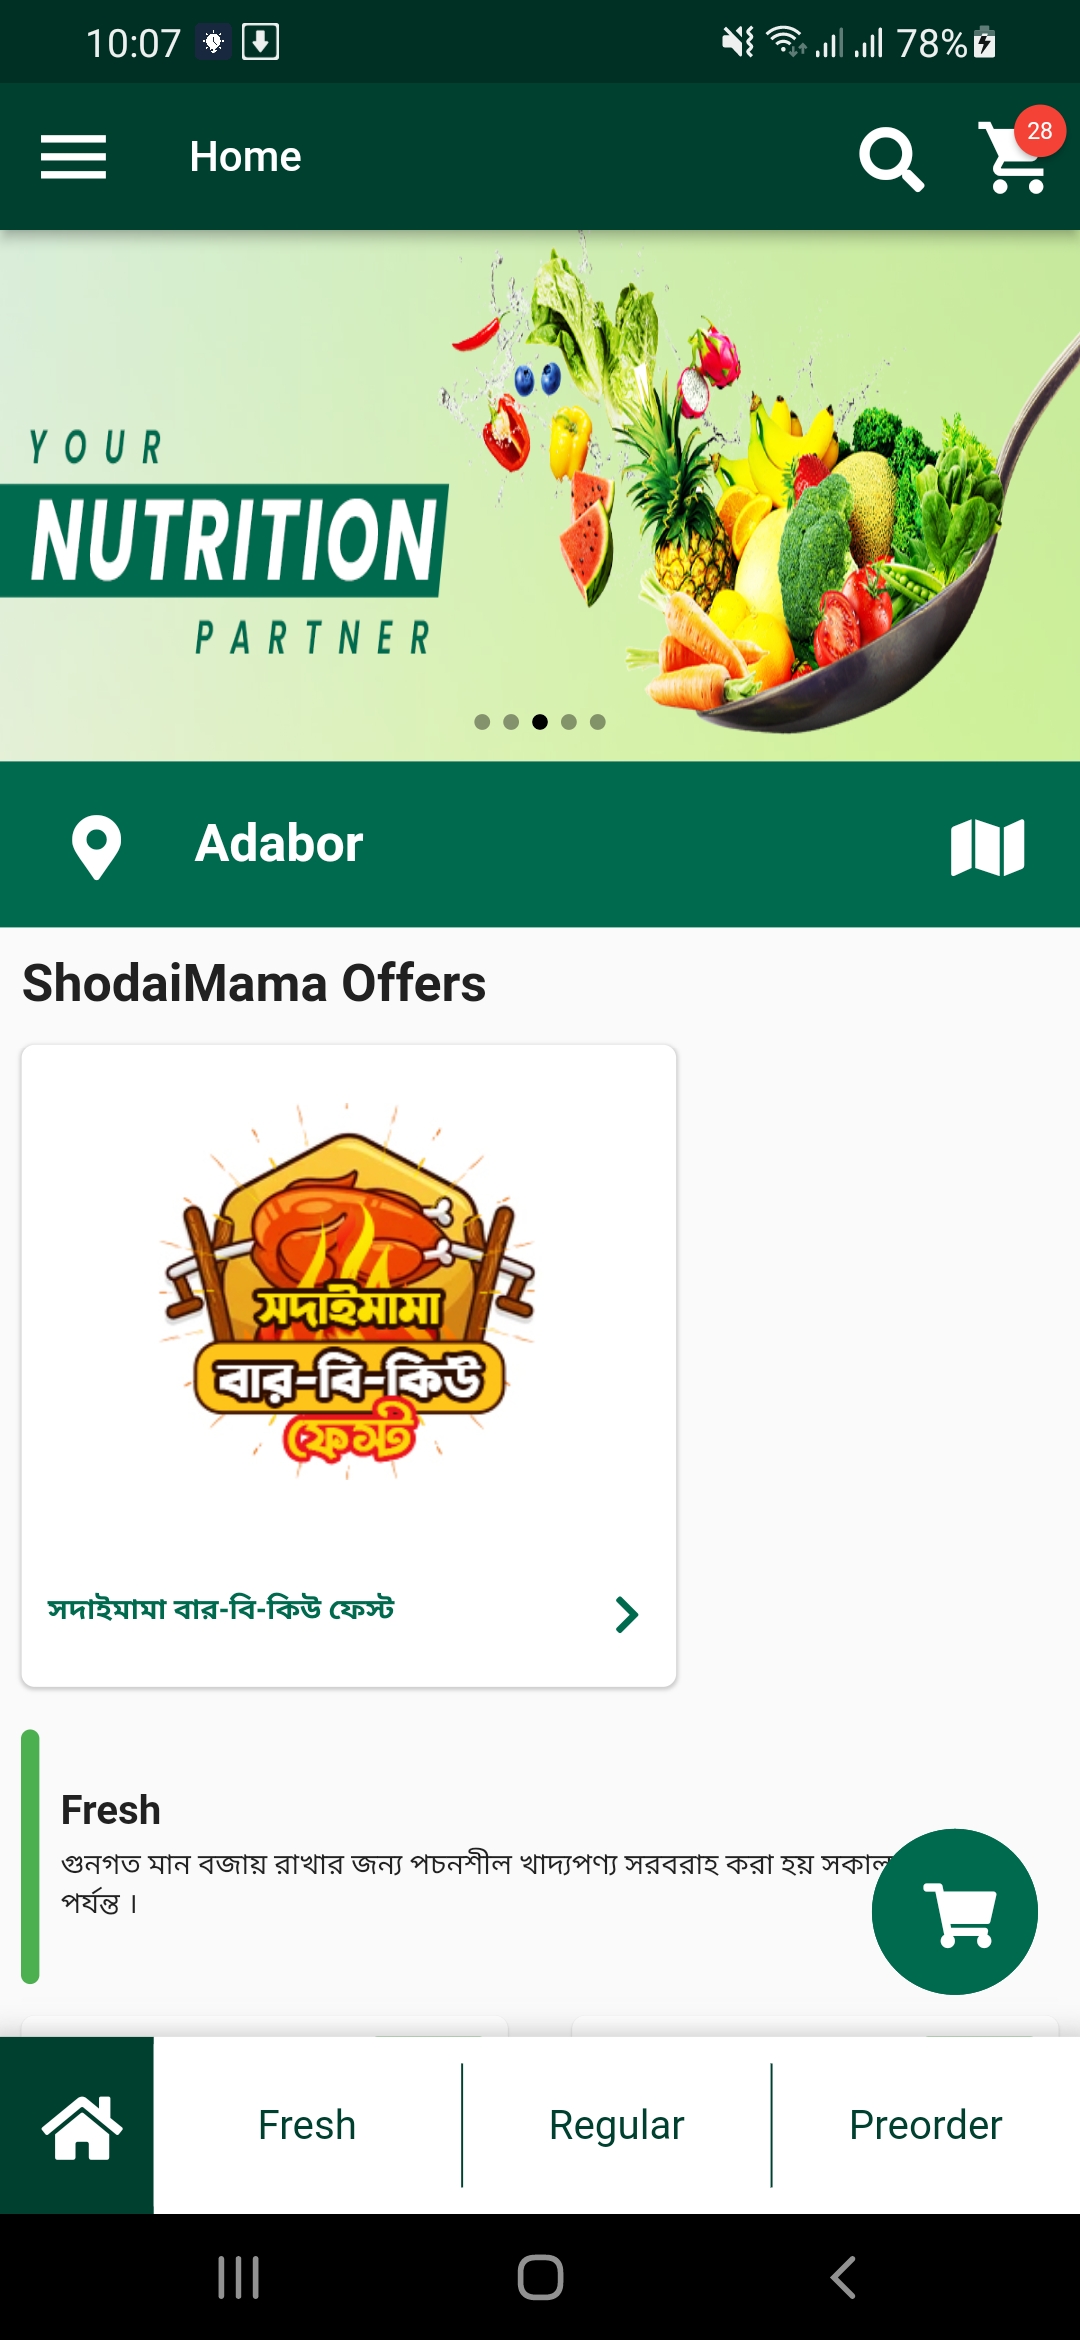 10:07
78%
Home
28
YOUR
NUTRITION
PARTNER
Adabor
ShodaiMama Offers
সদাইমামা
বার-বি-কিউ
ফেস্ট
সদাইমামা বার-বি-কিউ ফেস্ট
Fresh
গুনগত মান বজায় রাখার জন্য পচনশীল খাদ্যপণ্য সরবরাহ করা হয় সকাল
পর্যন্ত ।
Fresh
Regular
Preorder